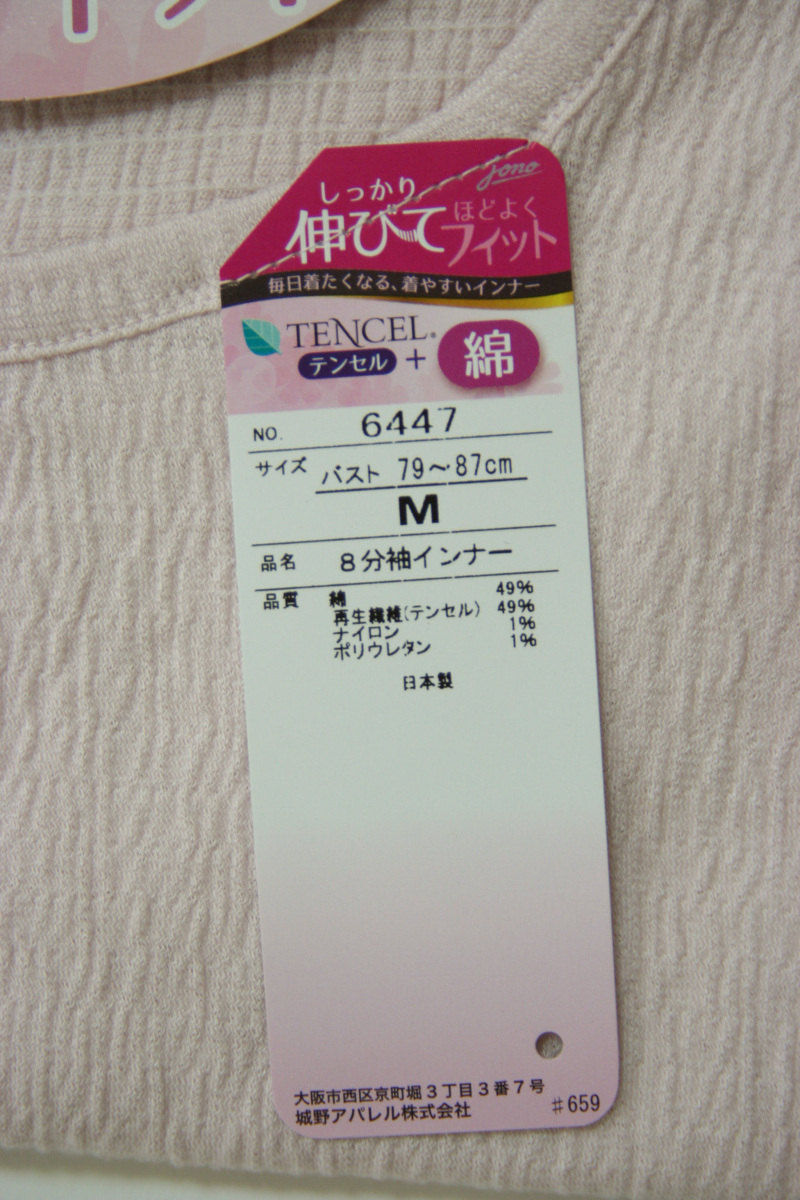 jono
しっかり
伸びて ほどよく
フィット
毎日着たくなる、着やすいインナー
TENCEL®
テンセル + 綿
NO. 6447
サイズ バスト 79～87cm
M
品名 8分袖インナー
品質 綿 49%
再生繊維(テンセル) 49%
ナイロン 1%
ポリウレタン 1%
日本製
大阪市西区京町堀3丁目3番7号
城野アパレル株式会社 #659